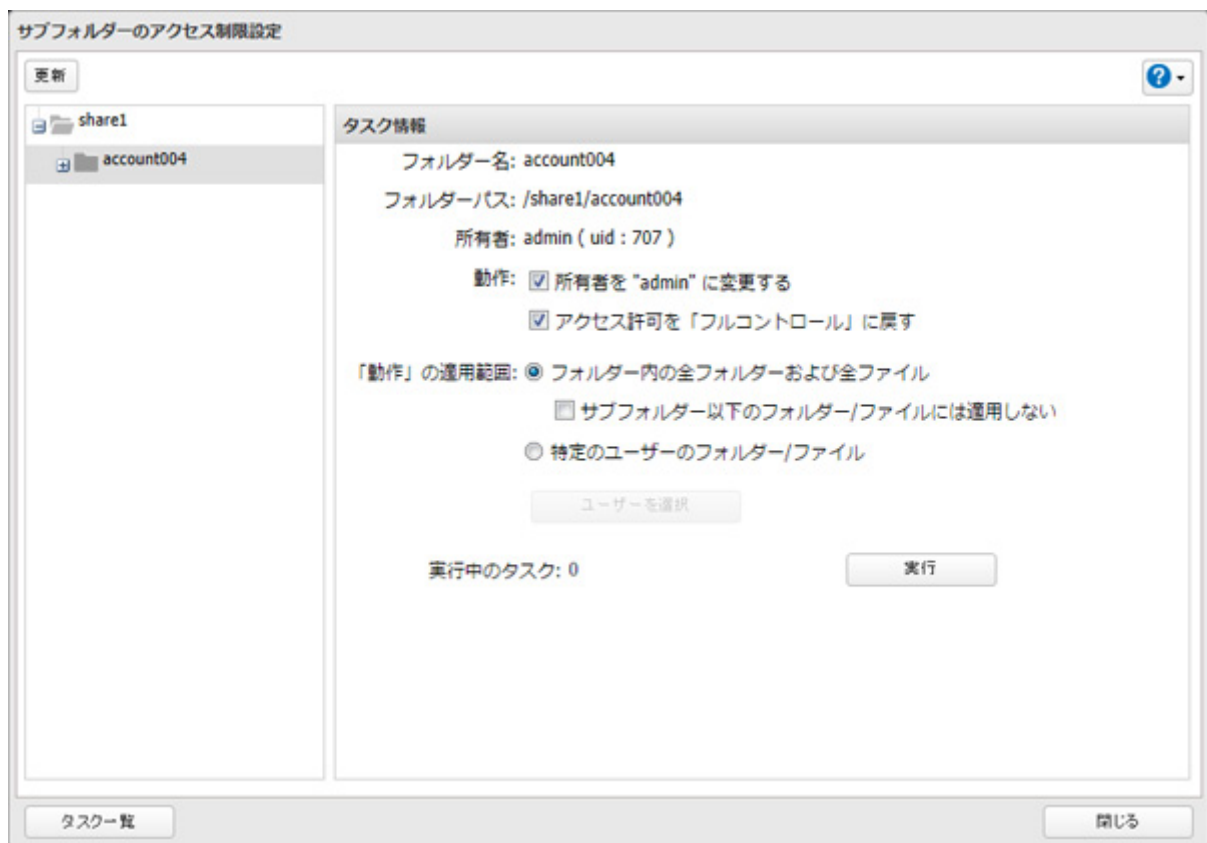 サブフォルダーのアクセス制限設定
更新
share1
account004
タスク情報
フォルダー名: account004
フォルダーパス: /share1/account004
所有者: admin ( uid : 707 )
動作: 所有者を "admin" に変更する
アクセス許可を「フルコントロール」に戻す
「動作」の適用範囲: フォルダー内の全フォルダーおよび全ファイル
サブフォルダー以下のフォルダー/ファイルには適用しない
特定のユーザーのフォルダー/ファイル
ユーザーを選択
実行中のタスク: 0
実行
タスク一覧
閉じる